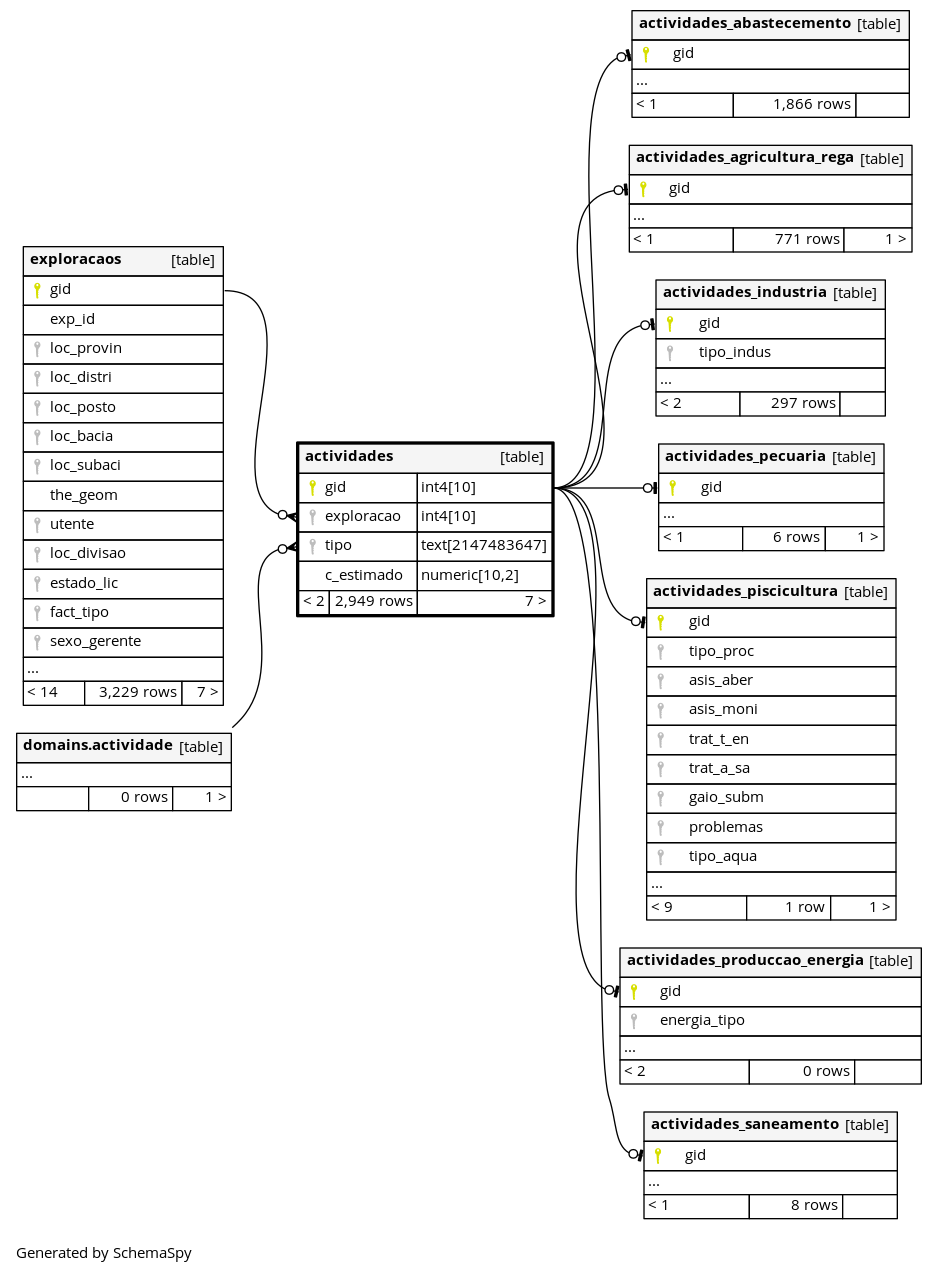 exploracaos [table]
gid
exp_id
loc_provin
loc_distri
loc_posto
loc_bacia
loc_subaci
the_geom
utente
loc_divisao
estado_lic
fact_tipo
sexo_gerente
...
< 14 3,229 rows 7 >
domains.actividade [table]
...
0 rows 1 >
actividades [table]
gid int4[10]
exploracao int4[10]
tipo text[2147483647]
c_estimado numeric[10,2]
< 2 2,949 rows 7 >
actividades_abastecemento [table]
gid
...
< 1 1,866 rows
actividades_agricultura_rega [table]
gid
...
< 1 771 rows 1 >
actividades_industria [table]
gid
tipo_indus
...
< 2 297 rows
actividades_pecuaria [table]
gid
...
< 1 6 rows 1 >
actividades_piscicultura [table]
gid
tipo_proc
asis_aber
asis_moni
trat_t_en
trat_a_sa
gaio_subm
problemas
tipo_aqua
...
< 9 1 row 1 >
actividades_produccao_energia [table]
gid
energia_tipo
...
< 2 0 rows
actividades_saneamento [table]
gid
...
< 1 8 rows
Generated by SchemaSpy